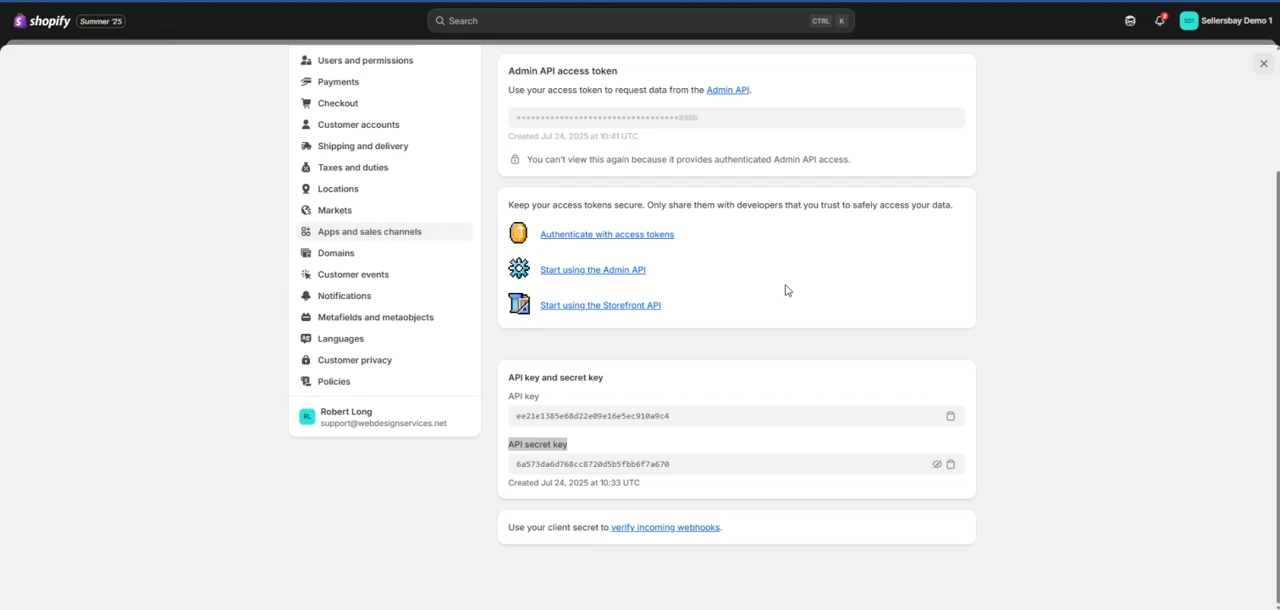 shopify Summer '25
Search
CTRL K
2
SD1 Sellersbay Demo 1
Users and permissions
Payments
Checkout
Customer accounts
Shipping and delivery
Taxes and duties
Locations
Markets
Apps and sales channels
Domains
Customer events
Notifications
Metafields and metaobjects
Languages
Customer privacy
Policies
RL Robert Long
support@webdesignservices.net
Admin API access token
Use your access token to request data from the Admin API.
••••••••••••••••••••••••••••••••••898b
Created Jul 24, 2025 at 10:41 UTC
You can't view this again because it provides authenticated Admin API access.
Keep your access tokens secure. Only share them with developers that you trust to safely access your data.
Authenticate with access tokens
Start using the Admin API
Start using the Storefront API
API key and secret key
API key
ee21e1385e68d22e09e16e5ec910a9c4
API secret key
6a573da6d768cc8720d5b5fbb6f7a670
Created Jul 24, 2025 at 10:33 UTC
Use your client secret to verify incoming webhooks.